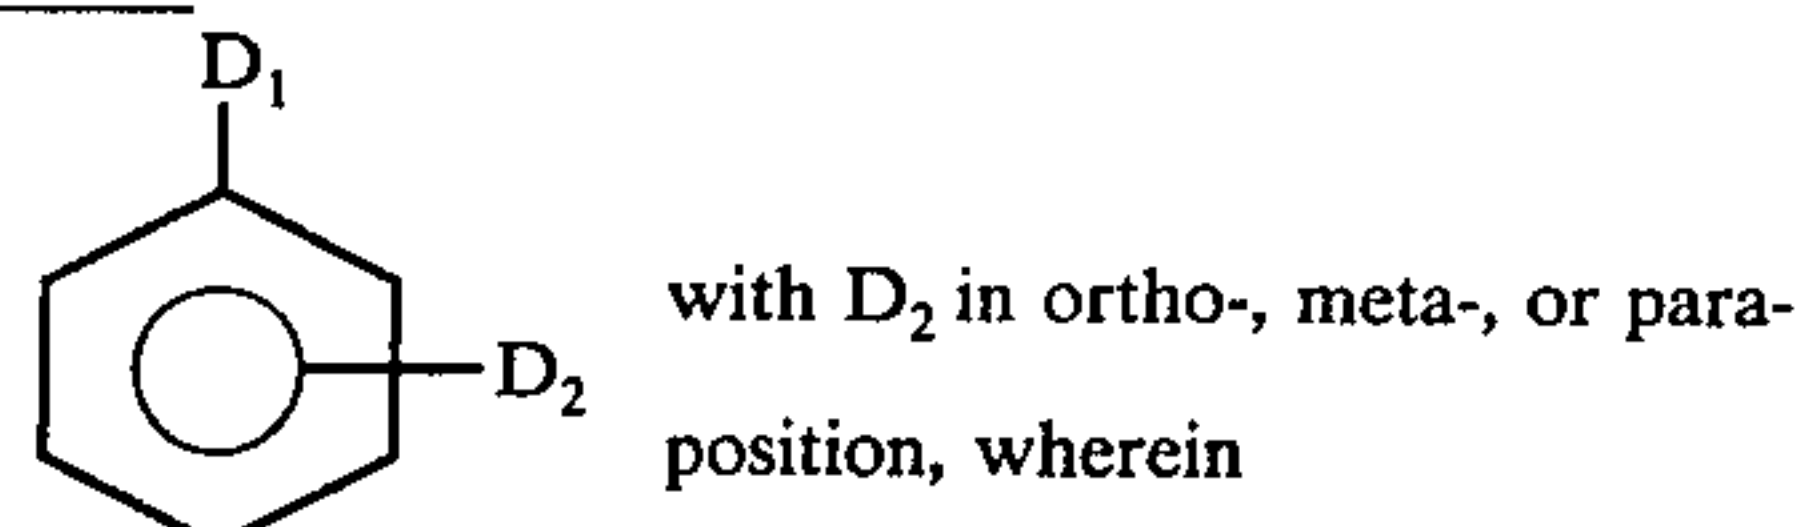 D₁
with D₂ in ortho-, meta-, or para-
D₂
position, wherein